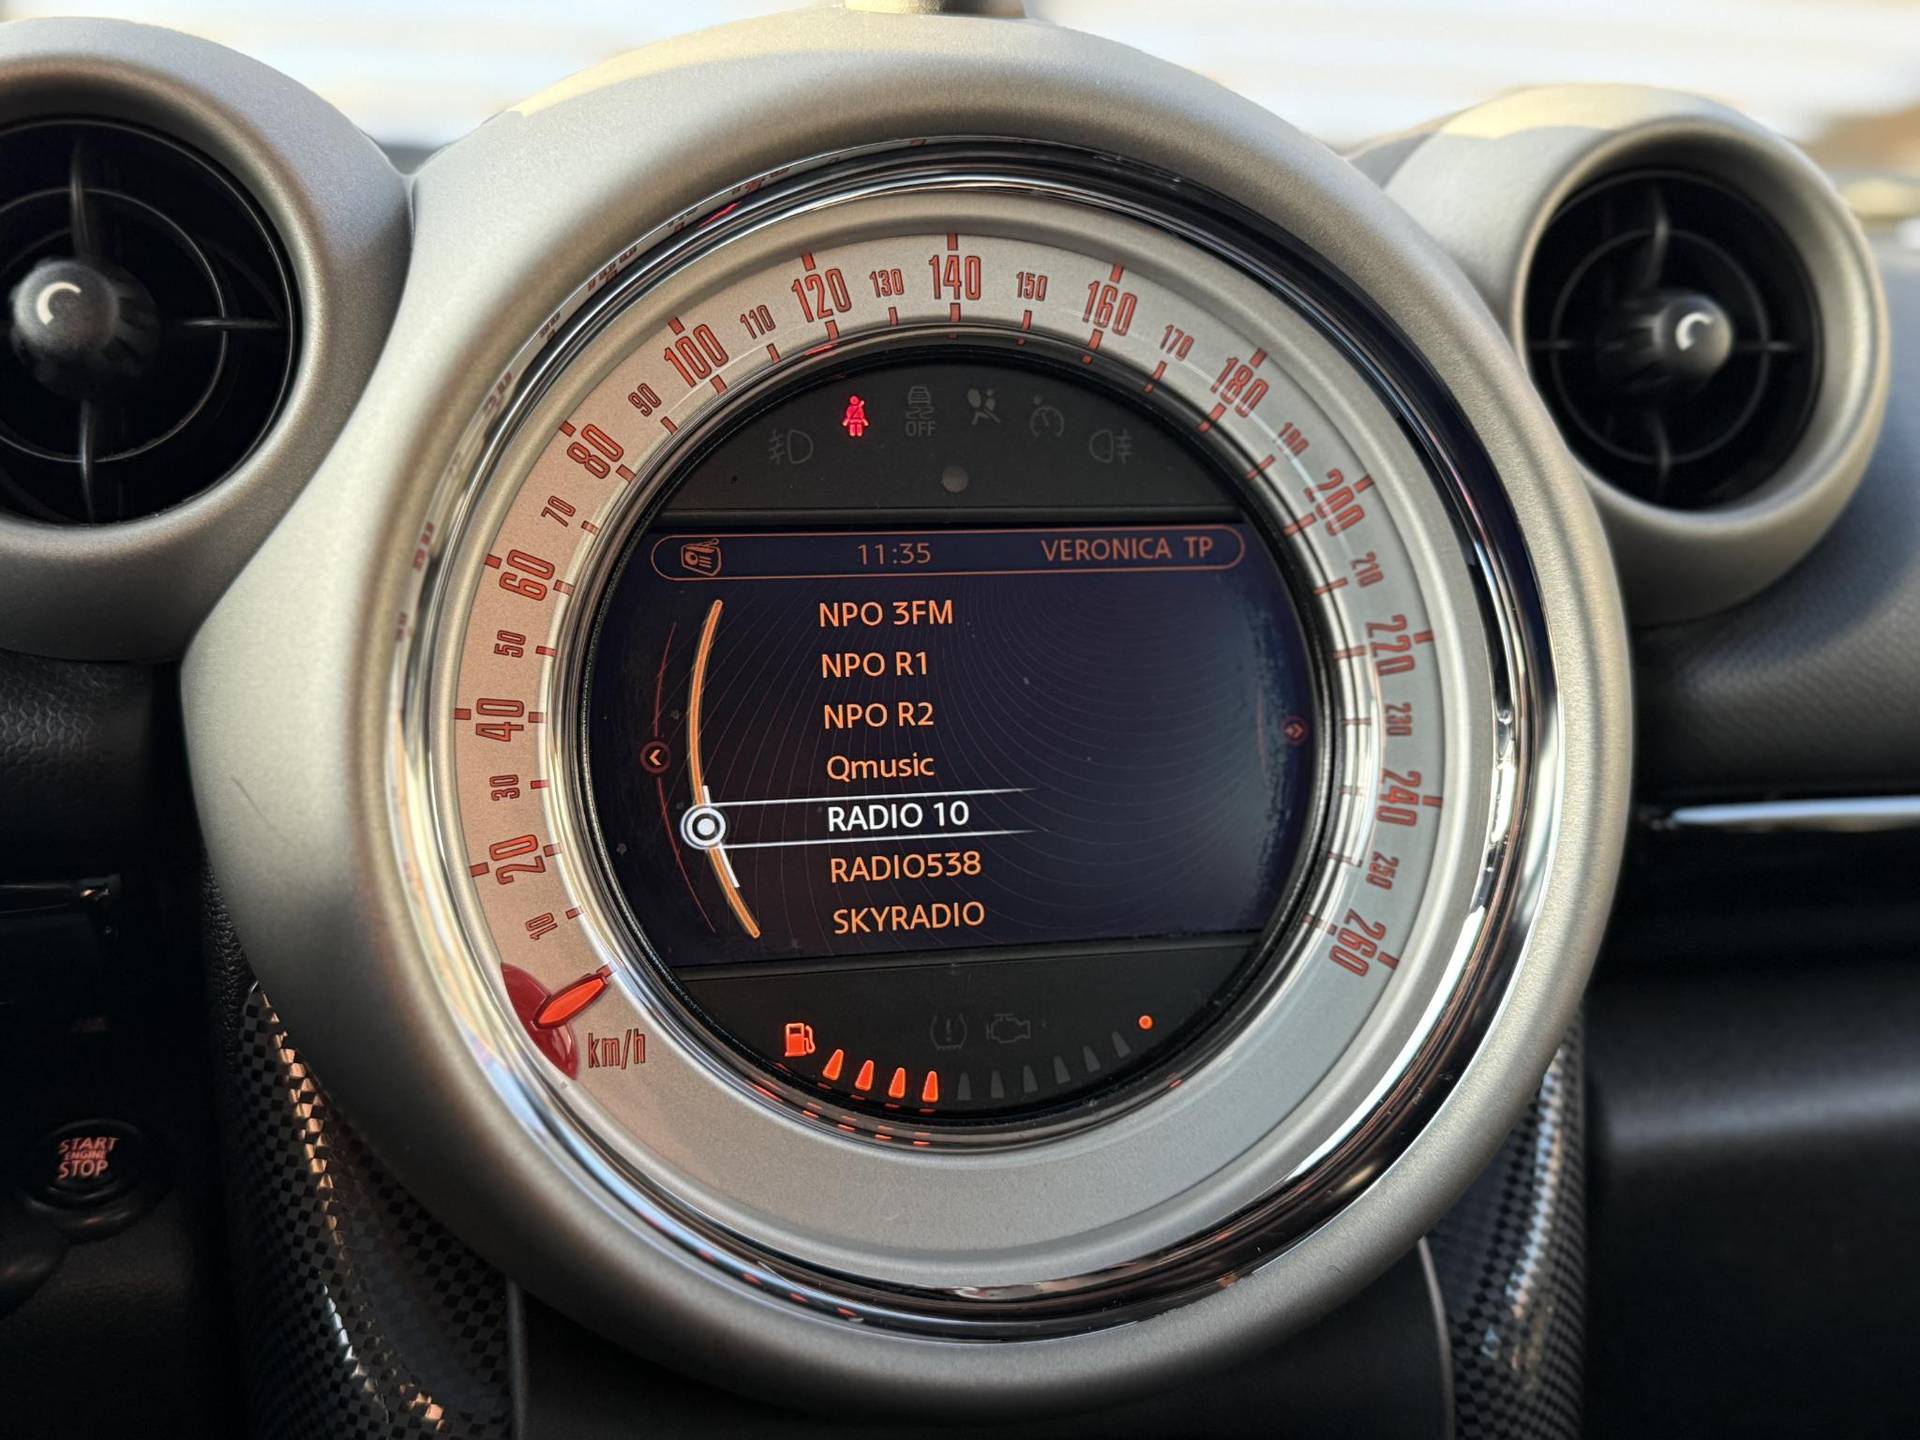 10
20
30
40
50
60
70
80
90
100
110
120
130
140
150
160
170
180
190
200
210
220
230
240
250
260
km/h
OFF
11:35 VERONICA TP
NPO 3FM
NPO R1
NPO R2
Qmusic
RADIO 10
RADIO538
SKYRADIO
START
ENGINE
STOP